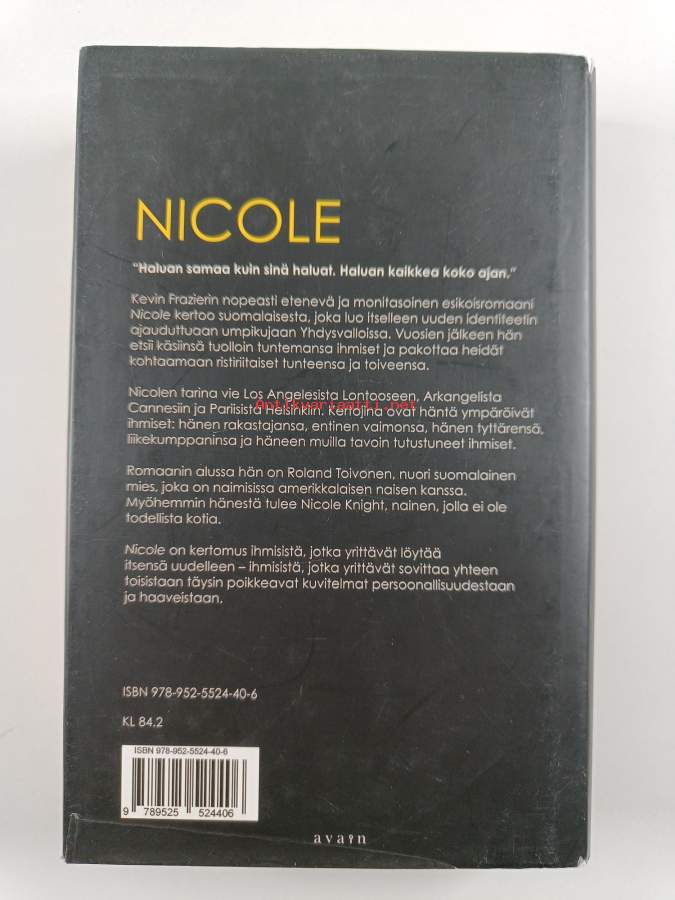 NICOLE
"Haluan samaa kuin sinä haluat. Haluan kaikkea koko ajan."
Kevin Frazierin nopeasti etenevä ja monitasoinen esikoisromaani
Nicole kertoo suomalaisesta, joka luo itselleen uuden identiteetin
ajauduttuaan umpikujaan Yhdysvalloissa. Vuosien jälkeen hän
etsii käsiinsä tuolloin tuntemansa ihmiset ja pakottaa heidät
kohtaamaan ristiriitaiset tunteensa ja toiveensa.
Nicolen tarina vie Los Angelesista Lontooseen, Arkangelista
Cannesiin ja Pariisista Helsinkiin. Kertojina ovat häntä ympäröivät
Antikvariaatti.net
ihmiset: hänen rakastajansa, entinen vaimonsa, hänen tyttärensä,
liikekumppaninsa ja häneen muilla tavoin tutustuneet ihmiset.
Romaanin alussa hän on Roland Toivonen, nuori suomalainen
mies, joka on naimisissa amerikkalaisen naisen kanssa.
Myöhemmin hänestä tulee Nicole Knight, nainen, jolla ei ole
todellista kotia.
Nicole on kertomus ihmisistä, jotka yrittävät löytää
itsensä uudelleen – ihmisistä, jotka yrittävät sovittaa yhteen
toisistaan täysin poikkeavat kuvitelmat persoonallisuudestaan
ja haaveistaan.
ISBN 978-952-5524-40-6
KL 84.2
ISBN 978-952-5524-40-6
9 789525 524406
avain